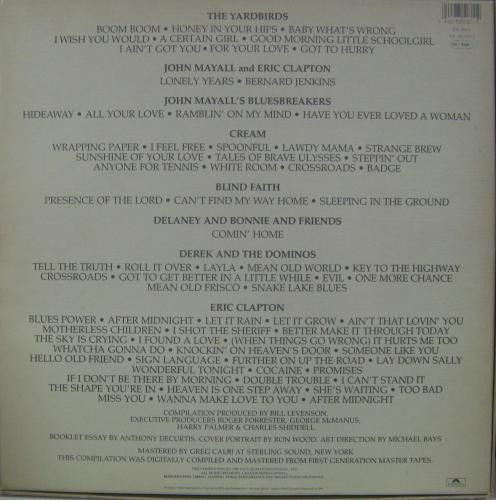 THE YARDBIRDS
BOOM BOOM • HONEY IN YOUR HIPS • BABY WHAT'S WRONG
I WISH YOU WOULD • A CERTAIN GIRL • GOOD MORNING LITTLE SCHOOLGIRL
I AIN'T GOT YOU • FOR YOUR LOVE • GOT TO HURRY
JOHN MAYALL and ERIC CLAPTON
LONELY YEARS • BERNARD JENKINS
JOHN MAYALL'S BLUESBREAKERS
HIDEAWAY • ALL YOUR LOVE • RAMBLIN' ON MY MIND • HAVE YOU EVER LOVED A WOMAN
CREAM
WRAPPING PAPER • I FEEL FREE • SPOONFUL • LAWDY MAMA • STRANGE BREW
SUNSHINE OF YOUR LOVE • TALES OF BRAVE ULYSSES • STEPPIN' OUT
ANYONE FOR TENNIS • WHITE ROOM • CROSSROADS • BADGE
BLIND FAITH
PRESENCE OF THE LORD • CAN'T FIND MY WAY HOME • SLEEPING IN THE GROUND
DELANEY AND BONNIE AND FRIENDS
COMIN' HOME
DEREK AND THE DOMINOS
TELL THE TRUTH • ROLL IT OVER • LAYLA • MEAN OLD WORLD • KEY TO THE HIGHWAY
CROSSROADS • GOT TO GET BETTER IN A LITTLE WHILE • EVIL • ONE MORE CHANCE
MEAN OLD FRISCO • SNAKE LAKE BLUES
ERIC CLAPTON
BLUES POWER • AFTER MIDNIGHT • LET IT RAIN • LET IT GROW • AIN'T THAT LOVIN' YOU
MOTHERLESS CHILDREN • I SHOT THE SHERIFF • BETTER MAKE IT THROUGH TODAY
THE SKY IS CRYING • I FOUND A LOVE • (WHEN THINGS GO WRONG) IT HURTS ME TOO
WHATCHA GONNA DO • KNOCKIN' ON HEAVEN'S DOOR • SOMEONE LIKE YOU
HELLO OLD FRIEND • SIGN LANGUAGE • FURTHER ON UP THE ROAD • LAY DOWN SALLY
WONDERFUL TONIGHT • COCAINE • PROMISES
IF I DON'T BE THERE BY MORNING • DOUBLE TROUBLE • I CAN'T STAND IT
THE SHAPE YOU'RE IN • HEAVEN IS ONE STEP AWAY • SHE'S WAITING • TOO BAD
MISS YOU • WANNA MAKE LOVE TO YOU • AFTER MIDNIGHT
COMPILATION PRODUCED BY BILL LEVENSON,
EXECUTIVE PRODUCERS ROGER FORRESTER, GEORGE McMANUS,
HARRY PALMER & CHARLES SHIDDELL
BOOKLET ESSAY BY ANTHONY DECURTIS. COVER PORTRAIT BY RON WOOD. ART DIRECTION BY MICHAEL BAYS
MASTERED BY GREG CALBI AT STERLING SOUND, NEW YORK
THIS COMPILATION WAS DIGITALLY COMPILED AND MASTERED FROM FIRST GENERATION MASTER TAPES.